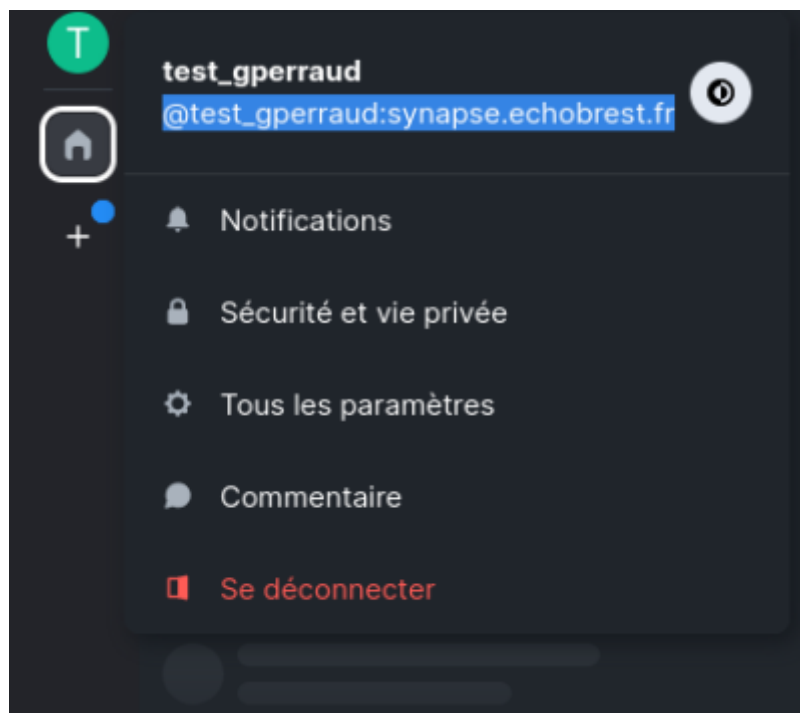 T
test_gperraud
@test_gperraud:synapse.echobrest.fr
Notifications
Sécurité et vie privée
Tous les paramètres
Commentaire
Se déconnecter